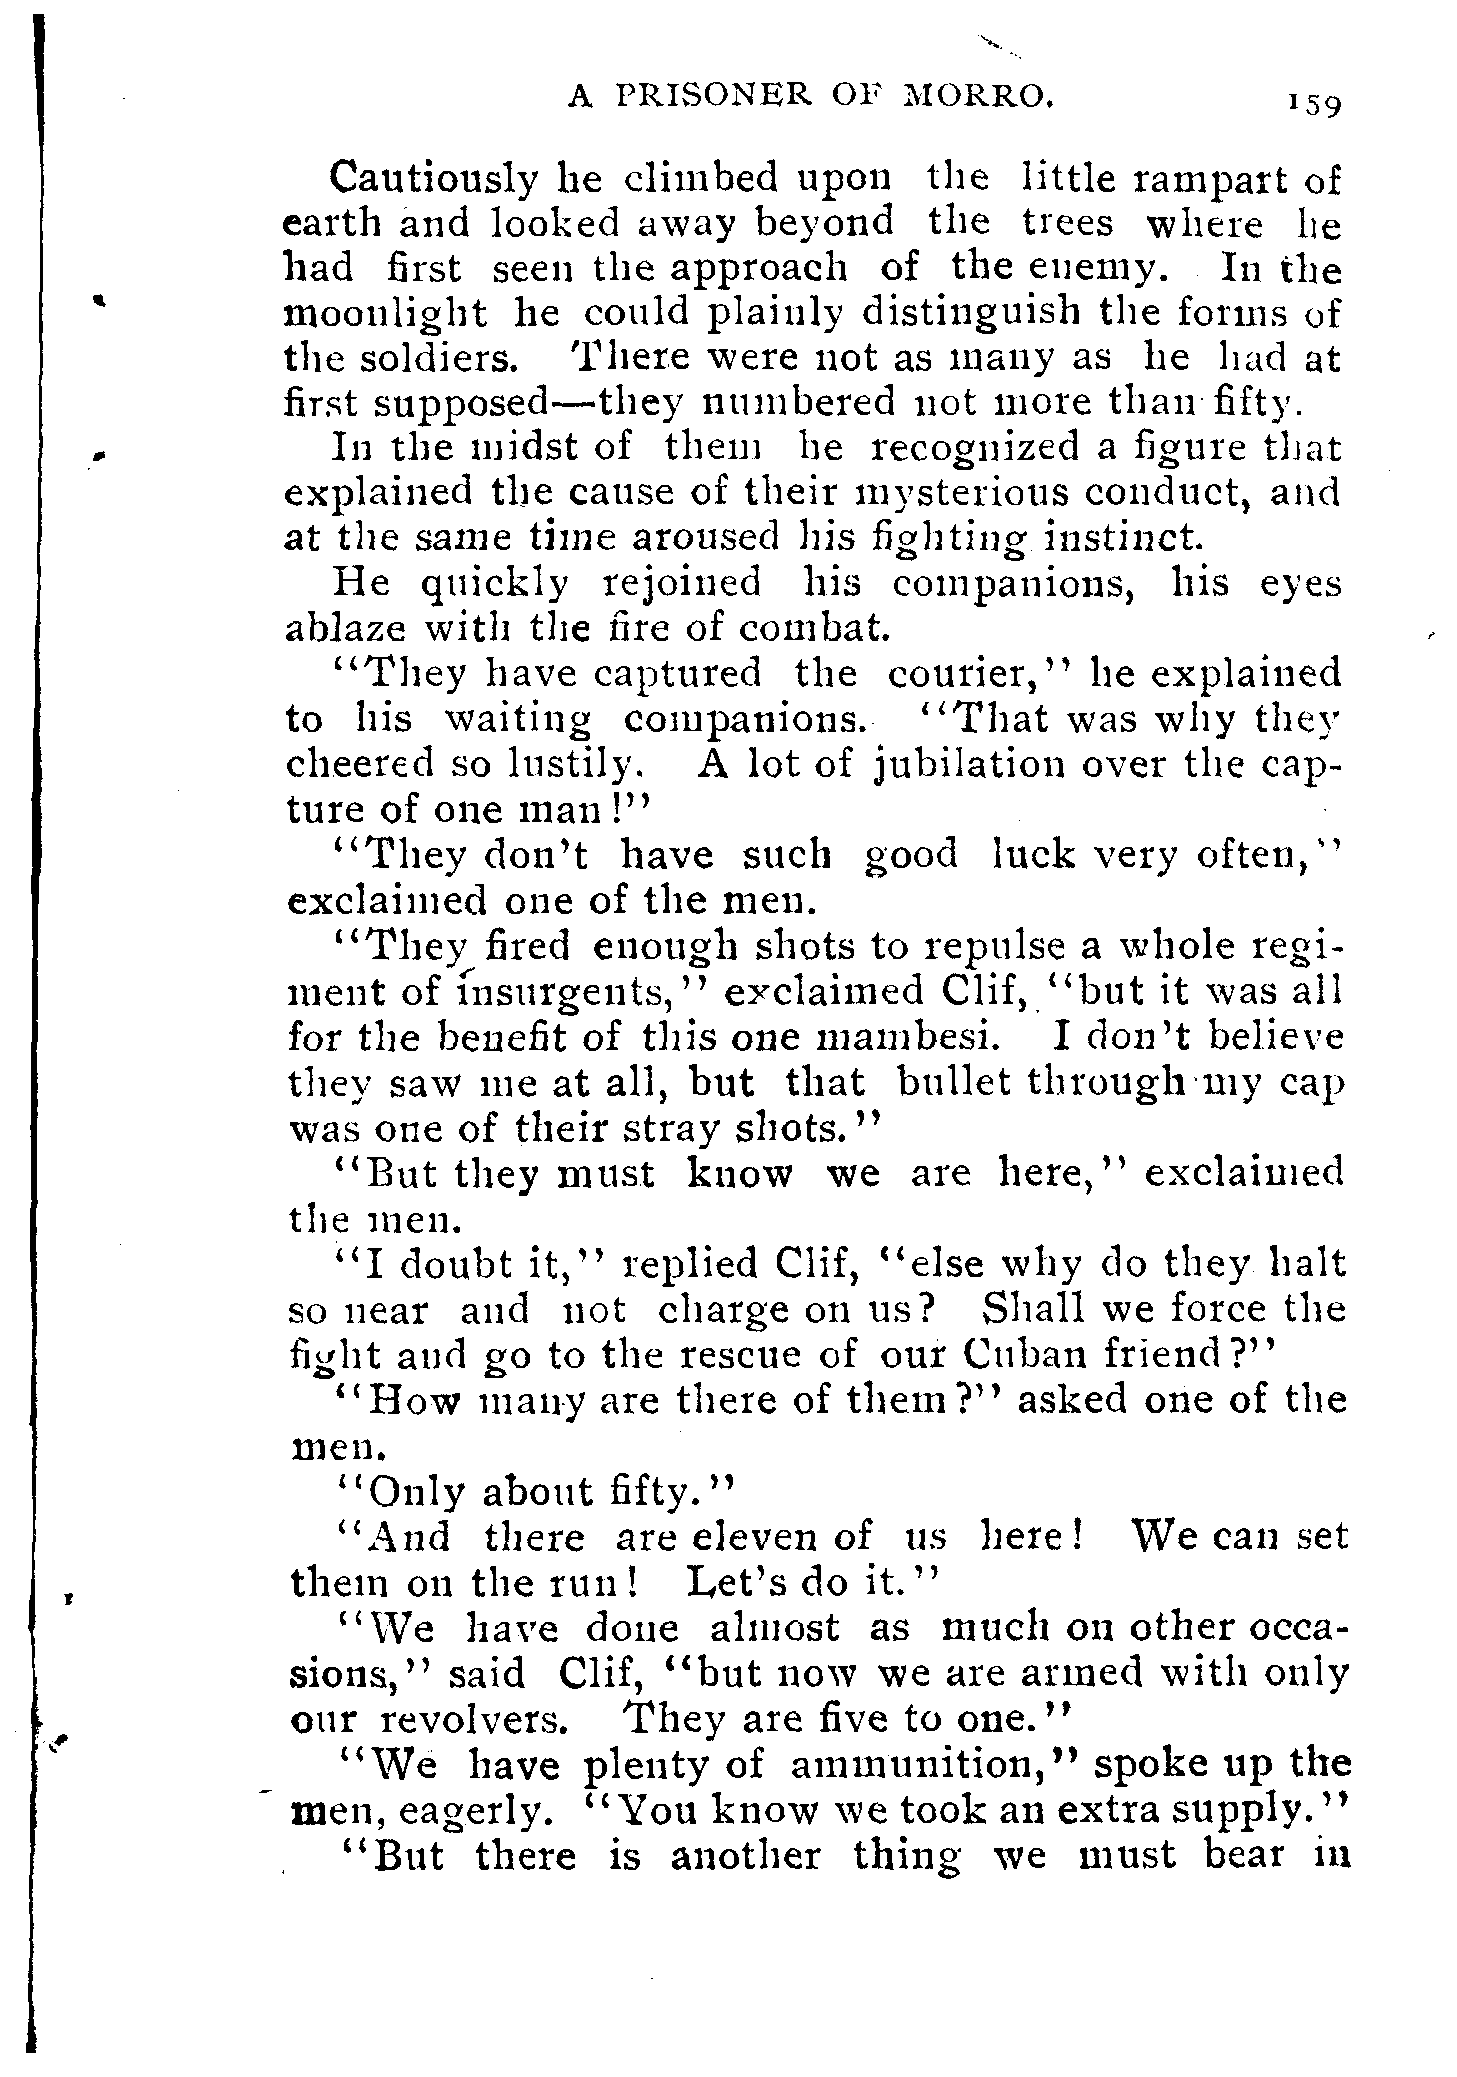 A PRISONER OF MORRO. 159
Cautiously he climbed upon the little rampart of
earth and looked away beyond the trees where he
had first seen the approach of the enemy. In the
moonlight he could plainly distinguish the forms of
the soldiers. There were not as many as he had at
first supposed—they numbered not more than fifty.
In the midst of them he recognized a figure that
explained the cause of their mysterious conduct, and
at the same time aroused his fighting instinct.
He quickly rejoined his companions, his eyes
ablaze with the fire of combat.
"They have captured the courier," he explained
to his waiting companions. "That was why they
cheered so lustily. A lot of jubilation over the cap-
ture of one man!"
"They don't have such good luck very often,"
exclaimed one of the men.
"They fired enough shots to repulse a whole regi-
ment of insurgents," exclaimed Clif, "but it was all
for the benefit of this one mambesi. I don't believe
they saw me at all, but that bullet through my cap
was one of their stray shots."
"But they must know we are here," exclaimed
the men.
"I doubt it," replied Clif, "else why do they halt
so near and not charge on us? Shall we force the
fight and go to the rescue of our Cuban friend?"
"How many are there of them?" asked one of the
men.
"Only about fifty."
"And there are eleven of us here! We can set
them on the run! Let's do it."
"We have done almost as much on other occa-
sions," said Clif, "but now we are armed with only
our revolvers. They are five to one."
"We have plenty of ammunition," spoke up the
men, eagerly. "You know we took an extra supply."
"But there is another thing we must bear in